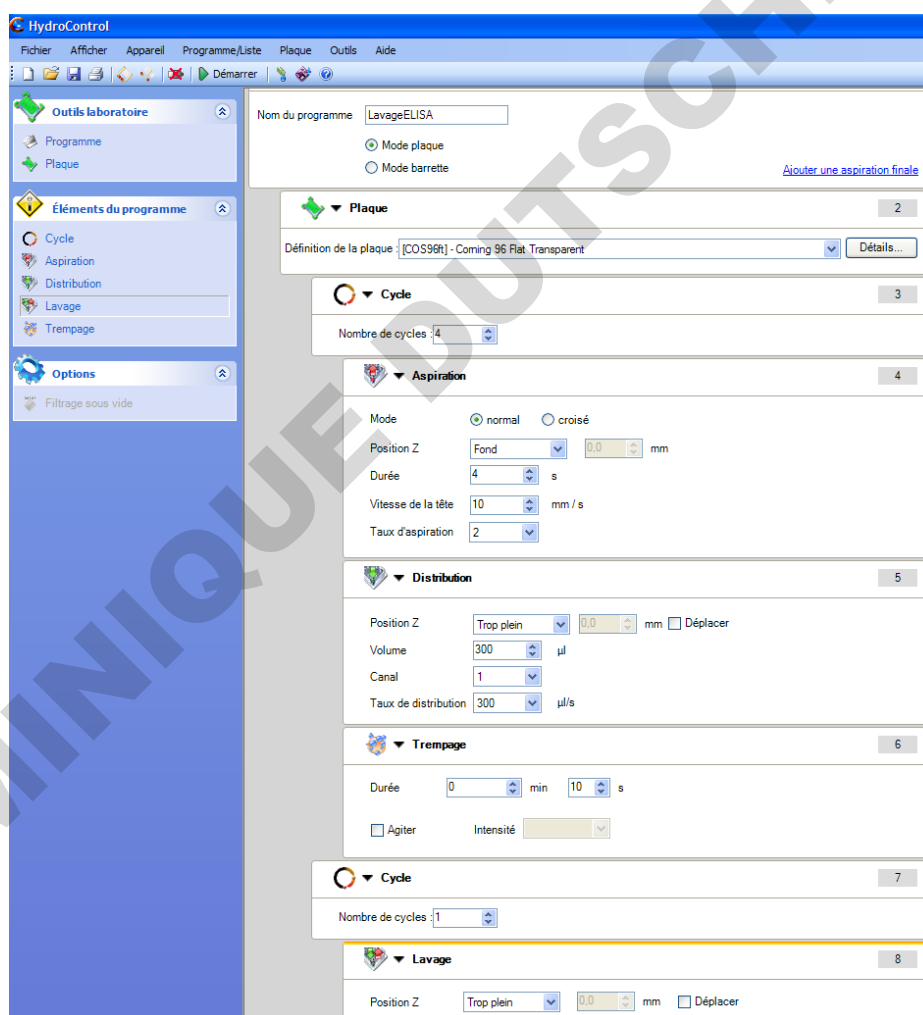 HydroControl
Fichier Afficher Appareil Programme/Liste Plaque Outils Aide
Démarrer
Outils laboratoire
Programme
Plaque
Éléments du programme
Cycle
Aspiration
Distribution
Lavage
Trempage
Options
Filtrage sous vide
Nom du programme LavageELISA
Mode plaque
Mode barrette
Ajouter une aspiration finale
Plaque 2
Définition de la plaque : [COS96ft] - Corning 96 Flat Transparent Détails...
Cycle 3
Nombre de cycles : 4
Aspiration 4
Mode normal croisé
Position Z Fond 0,0 mm
Durée 4 s
Vitesse de la tête 10 mm / s
Taux d'aspiration 2
Distribution 5
Position Z Trop plein 0,0 mm Déplacer
Volume 300 µl
Canal 1
Taux de distribution 300 µl/s
Trempage 6
Durée 0 min 10 s
Agiter Intensité
Cycle 7
Nombre de cycles : 1
Lavage 8
Position Z Trop plein 0,0 mm Déplacer
MINIQUE DUTSCH